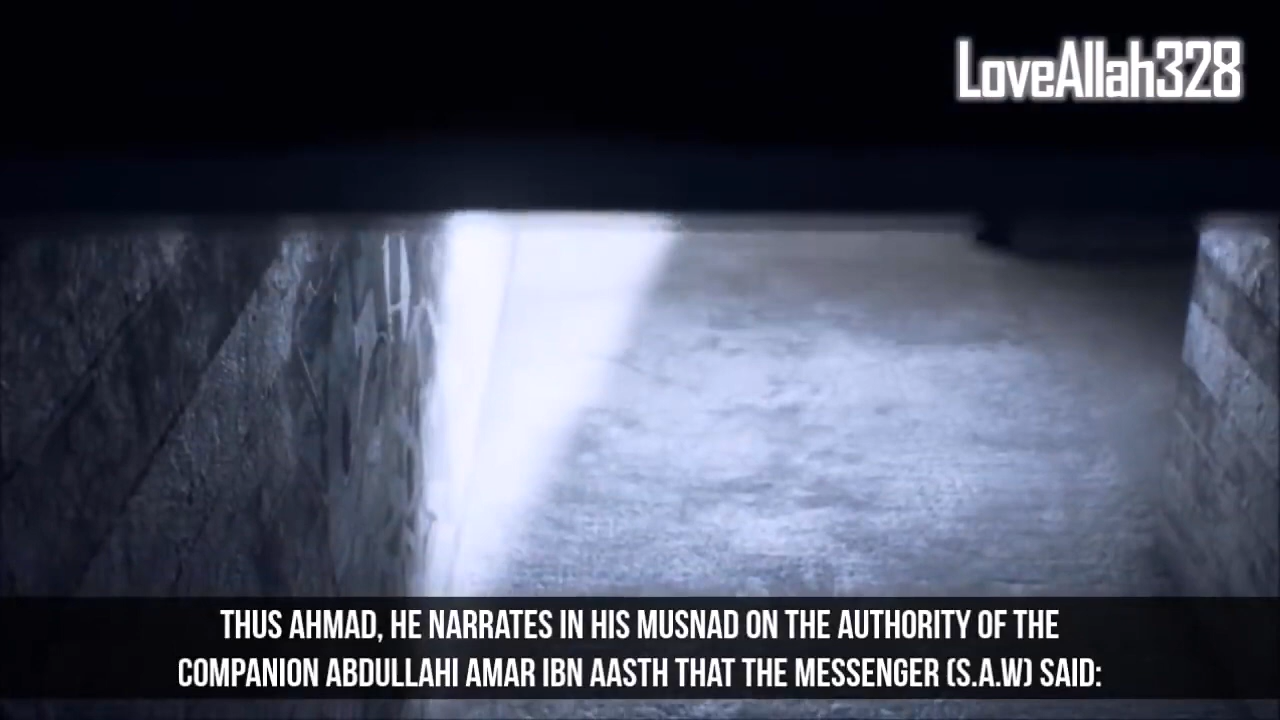 LoveAllah328
THUS AHMAD, HE NARRATES IN HIS MUSNAD ON THE AUTHORITY OF THE
COMPANION ABDULLAHI AMAR IBN AASTH THAT THE MESSENGER (S.A.W) SAID: